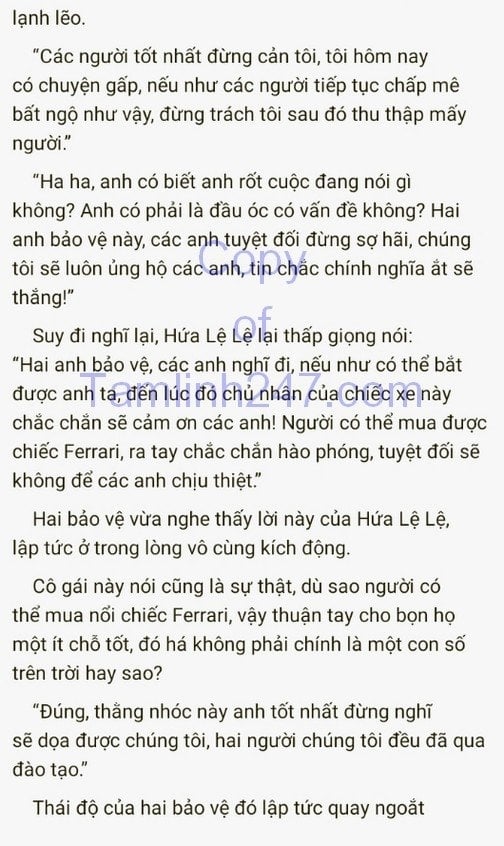 lạnh lẽo.
“Các người tốt nhất đừng cản tôi, tôi hôm nay
có chuyện gấp, nếu như các người tiếp tục chấp mê
bất ngộ như vậy, đừng trách tôi sau đó thu thập mấy
người.”
“Ha ha, anh có biết anh rốt cuộc đang nói gì
không? Anh có phải là đầu óc có vấn đề không? Hai
anh bảo vệ này, các anh tuyệt đối đừng sợ hãi, chúng
tôi sẽ luôn ủng hộ các anh, tin chắc chính nghĩa ắt sẽ
thắng!”
Copy
of
Tamlinh247.com
Suy đi nghĩ lại, Hứa Lệ Lệ lại thấp giọng nói:
“Hai anh bảo vệ, các anh nghĩ đi, nếu như có thể bắt
được anh ta, đến lúc đó chủ nhân của chiếc xe này
chắc chắn sẽ cảm ơn các anh! Người có thể mua được
chiếc Ferrari, ra tay chắc chắn hào phóng, tuyệt đối sẽ
không để các anh chịu thiệt.”
Hai bảo vệ vừa nghe thấy lời này của Hứa Lệ Lệ,
lập tức ở trong lòng vô cùng kích động.
Cô gái này nói cũng là sự thật, dù sao người có
thể mua nổi chiếc Ferrari, vậy thuận tay cho bọn họ
một ít chỗ tốt, đó há không phải chính là một con số
trên trời hay sao?
“Đúng, thằng nhóc này anh tốt nhất đừng nghĩ
sẽ dọa được chúng tôi, hai người chúng tôi đều đã qua
đào tạo.”
Thái độ của hai bảo vệ đó lập tức quay ngoắt